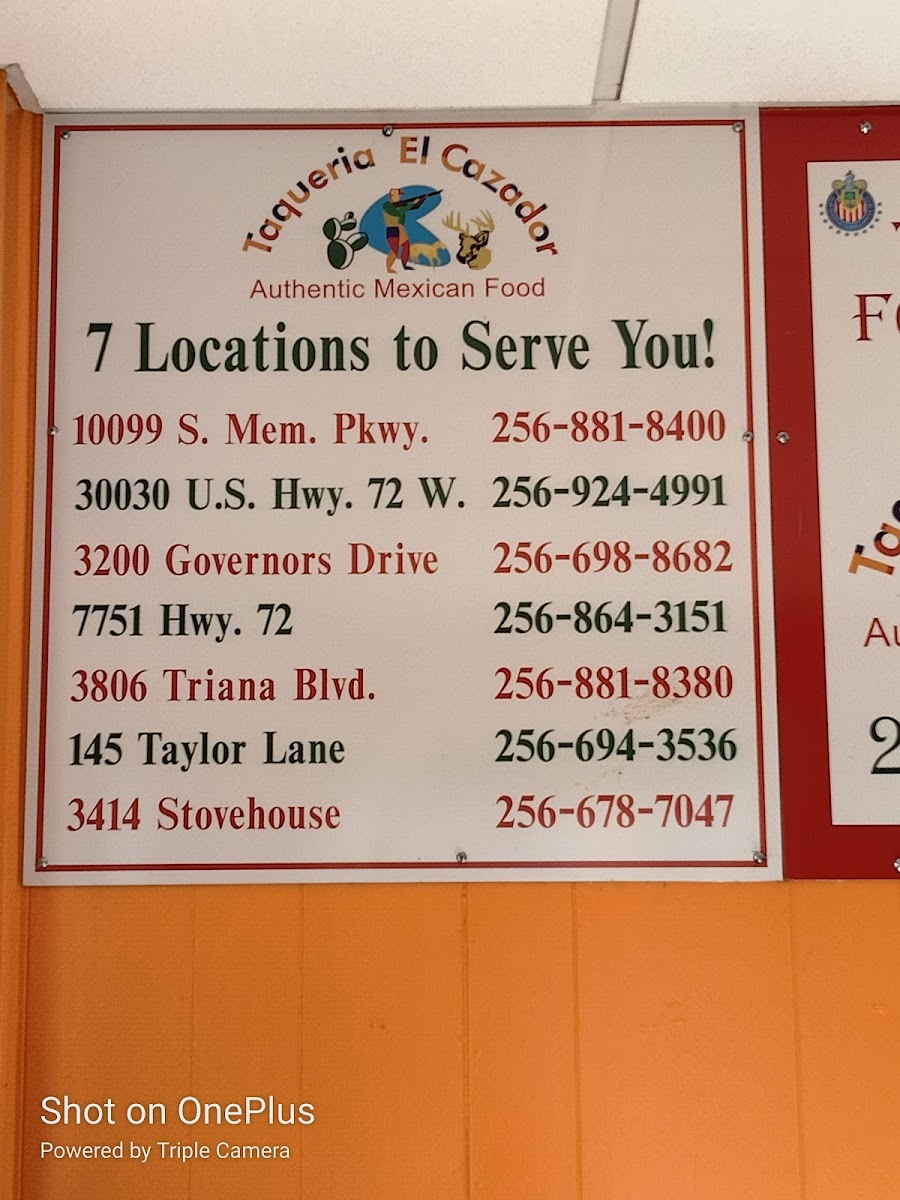 Taqueria El Cazador
Authentic Mexican Food
7 Locations to Serve You!
10099 S. Mem. Pkwy. 256-881-8400
30030 U.S. Hwy. 72 W. 256-924-4991
3200 Governors Drive 256-698-8682
7751 Hwy. 72 256-864-3151
3806 Triana Blvd. 256-881-8380
145 Taylor Lane 256-694-3536
3414 Stovehouse 256-678-7047
Shot on OnePlus
Powered by Triple Camera